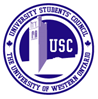 UNIVERSITY STUDENTS COUNCIL
USC
THE UNIVERSITY OF WESTERN ONTARIO